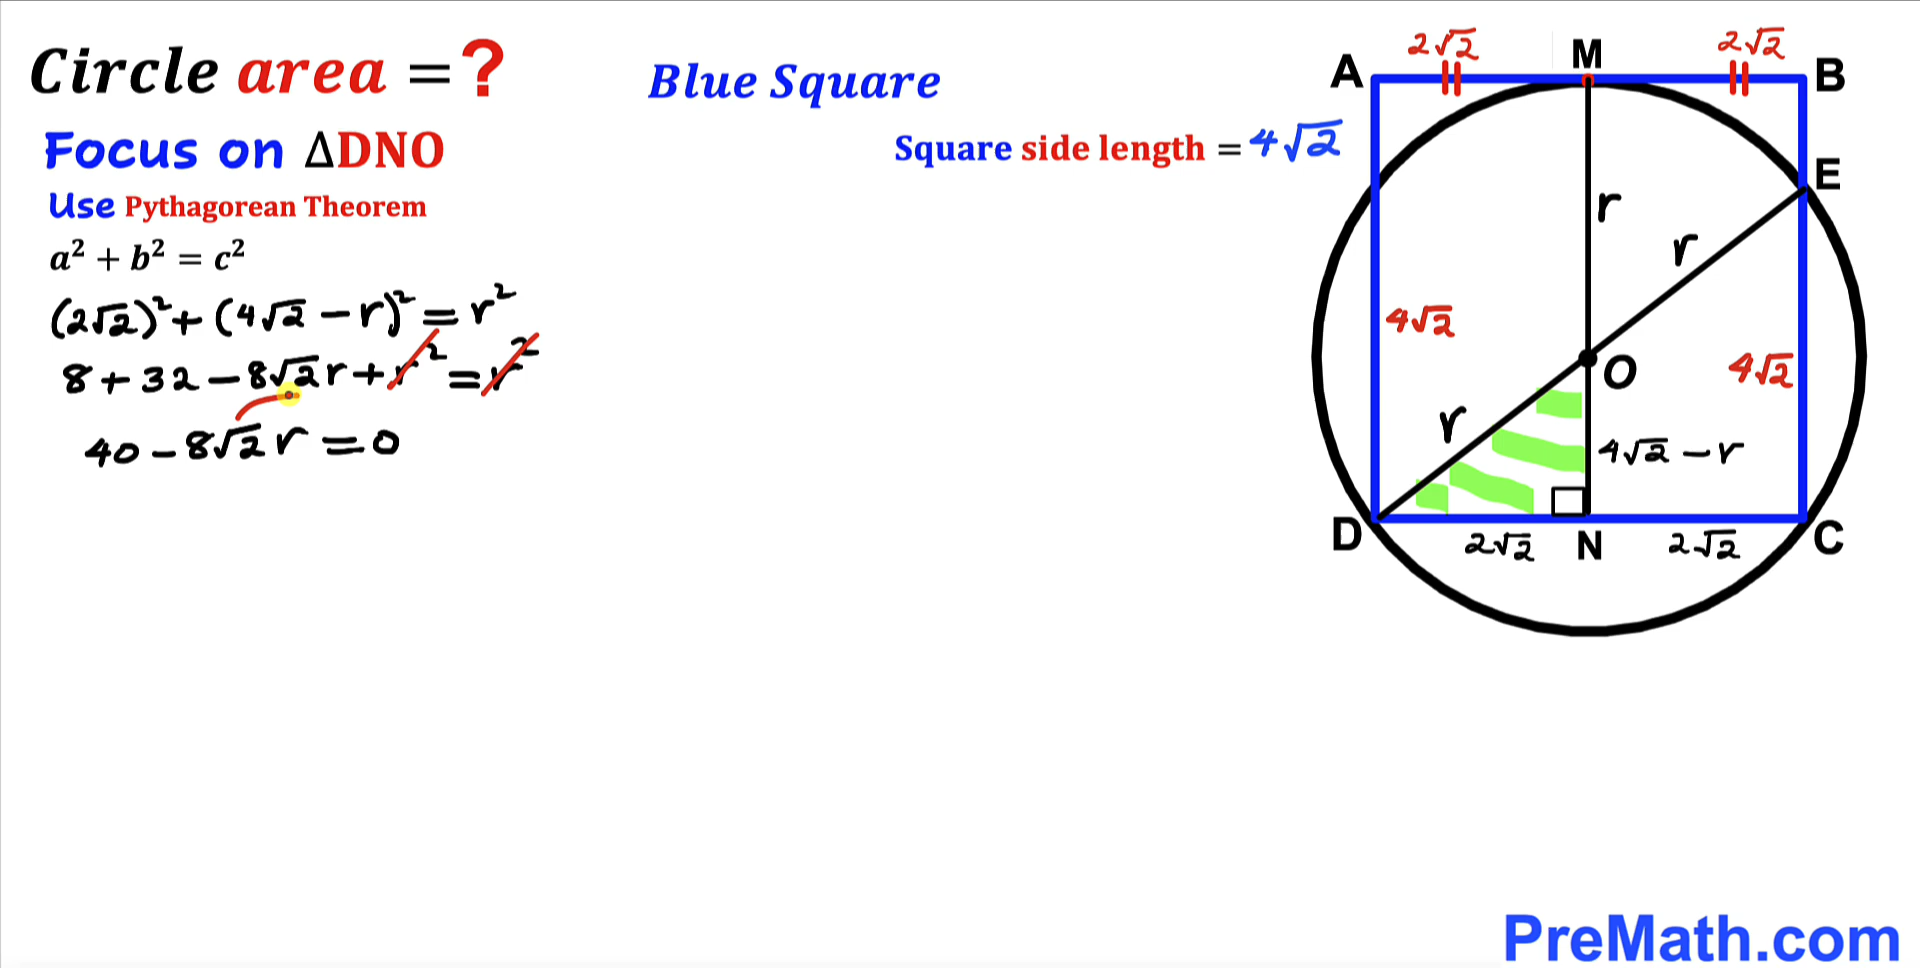 Circle area = ?
Blue Square
Square side length = 4√2
Focus on ΔDNO
Use Pythagorean Theorem
a² + b² = c²
(2√2)² + (4√2 – r)² = r²
8 + 32 – 8√2 r + r² = r²
40 – 8√2 r = 0
2√2
M
2√2
A
B
E
r
r
4√2
4√2
O
r
4√2 – r
D
2√2
N
2√2
C
PreMath.com